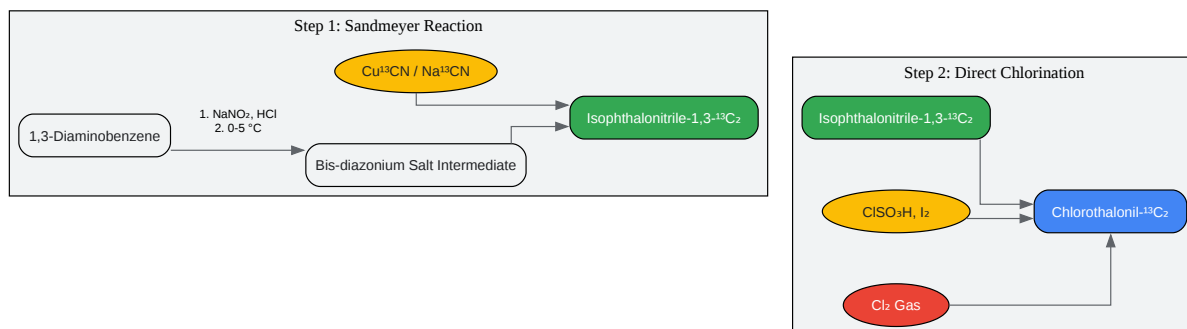 Step 1: Sandmeyer Reaction
Cu¹³CN / Na¹³CN
1,3-Diaminobenzene
1. NaNO₂, HCl
2. 0-5 °C
Bis-diazonium Salt Intermediate
Isophthalonitrile-1,3-¹³C₂
Step 2: Direct Chlorination
Isophthalonitrile-1,3-¹³C₂
ClSO₃H, I₂
Chlorothalonil-¹³C₂
Cl₂ Gas